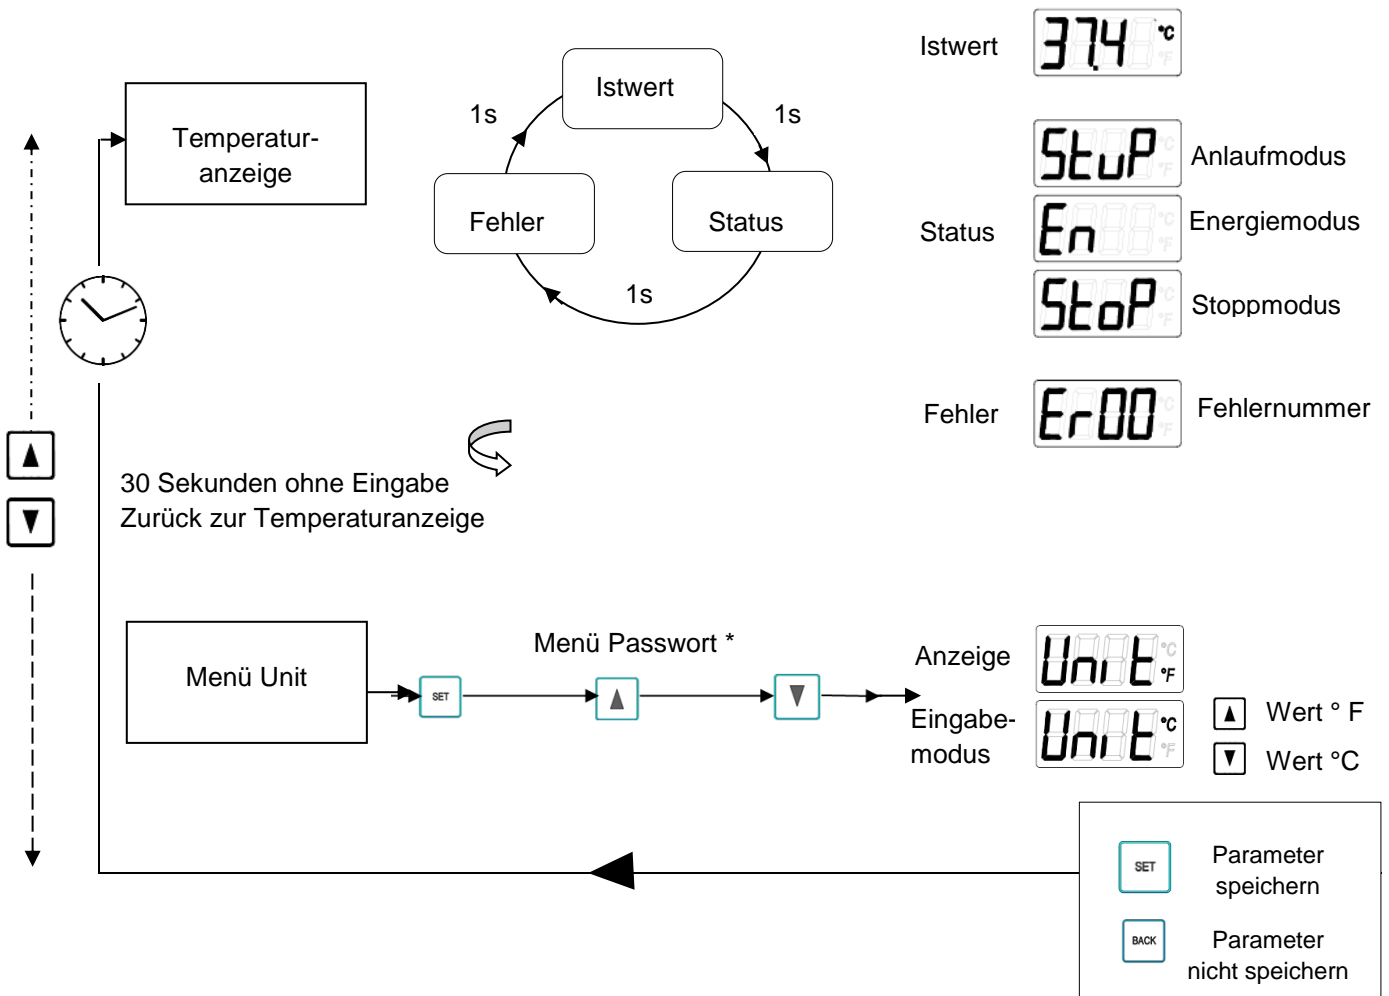 Istwert
37.4 °C
°F
Temperatur-
anzeige
Istwert
1s
1s
Fehler
Status
1s
StuP °C
°F
Anlaufmodus
Status
En °C
°F
Energiemodus
StoP °C
°F
Stoppmodus
Fehler
Er00 °C
°F
Fehlernummer
30 Sekunden ohne Eingabe
Zurück zur Temperaturanzeige
Menü Unit
SET
Menü Passwort *
Anzeige
Unit °C
°F
Eingabe-
modus
Unit °C
°F
Wert ° F
Wert °C
SET
Parameter
speichern
BACK
Parameter
nicht speichern